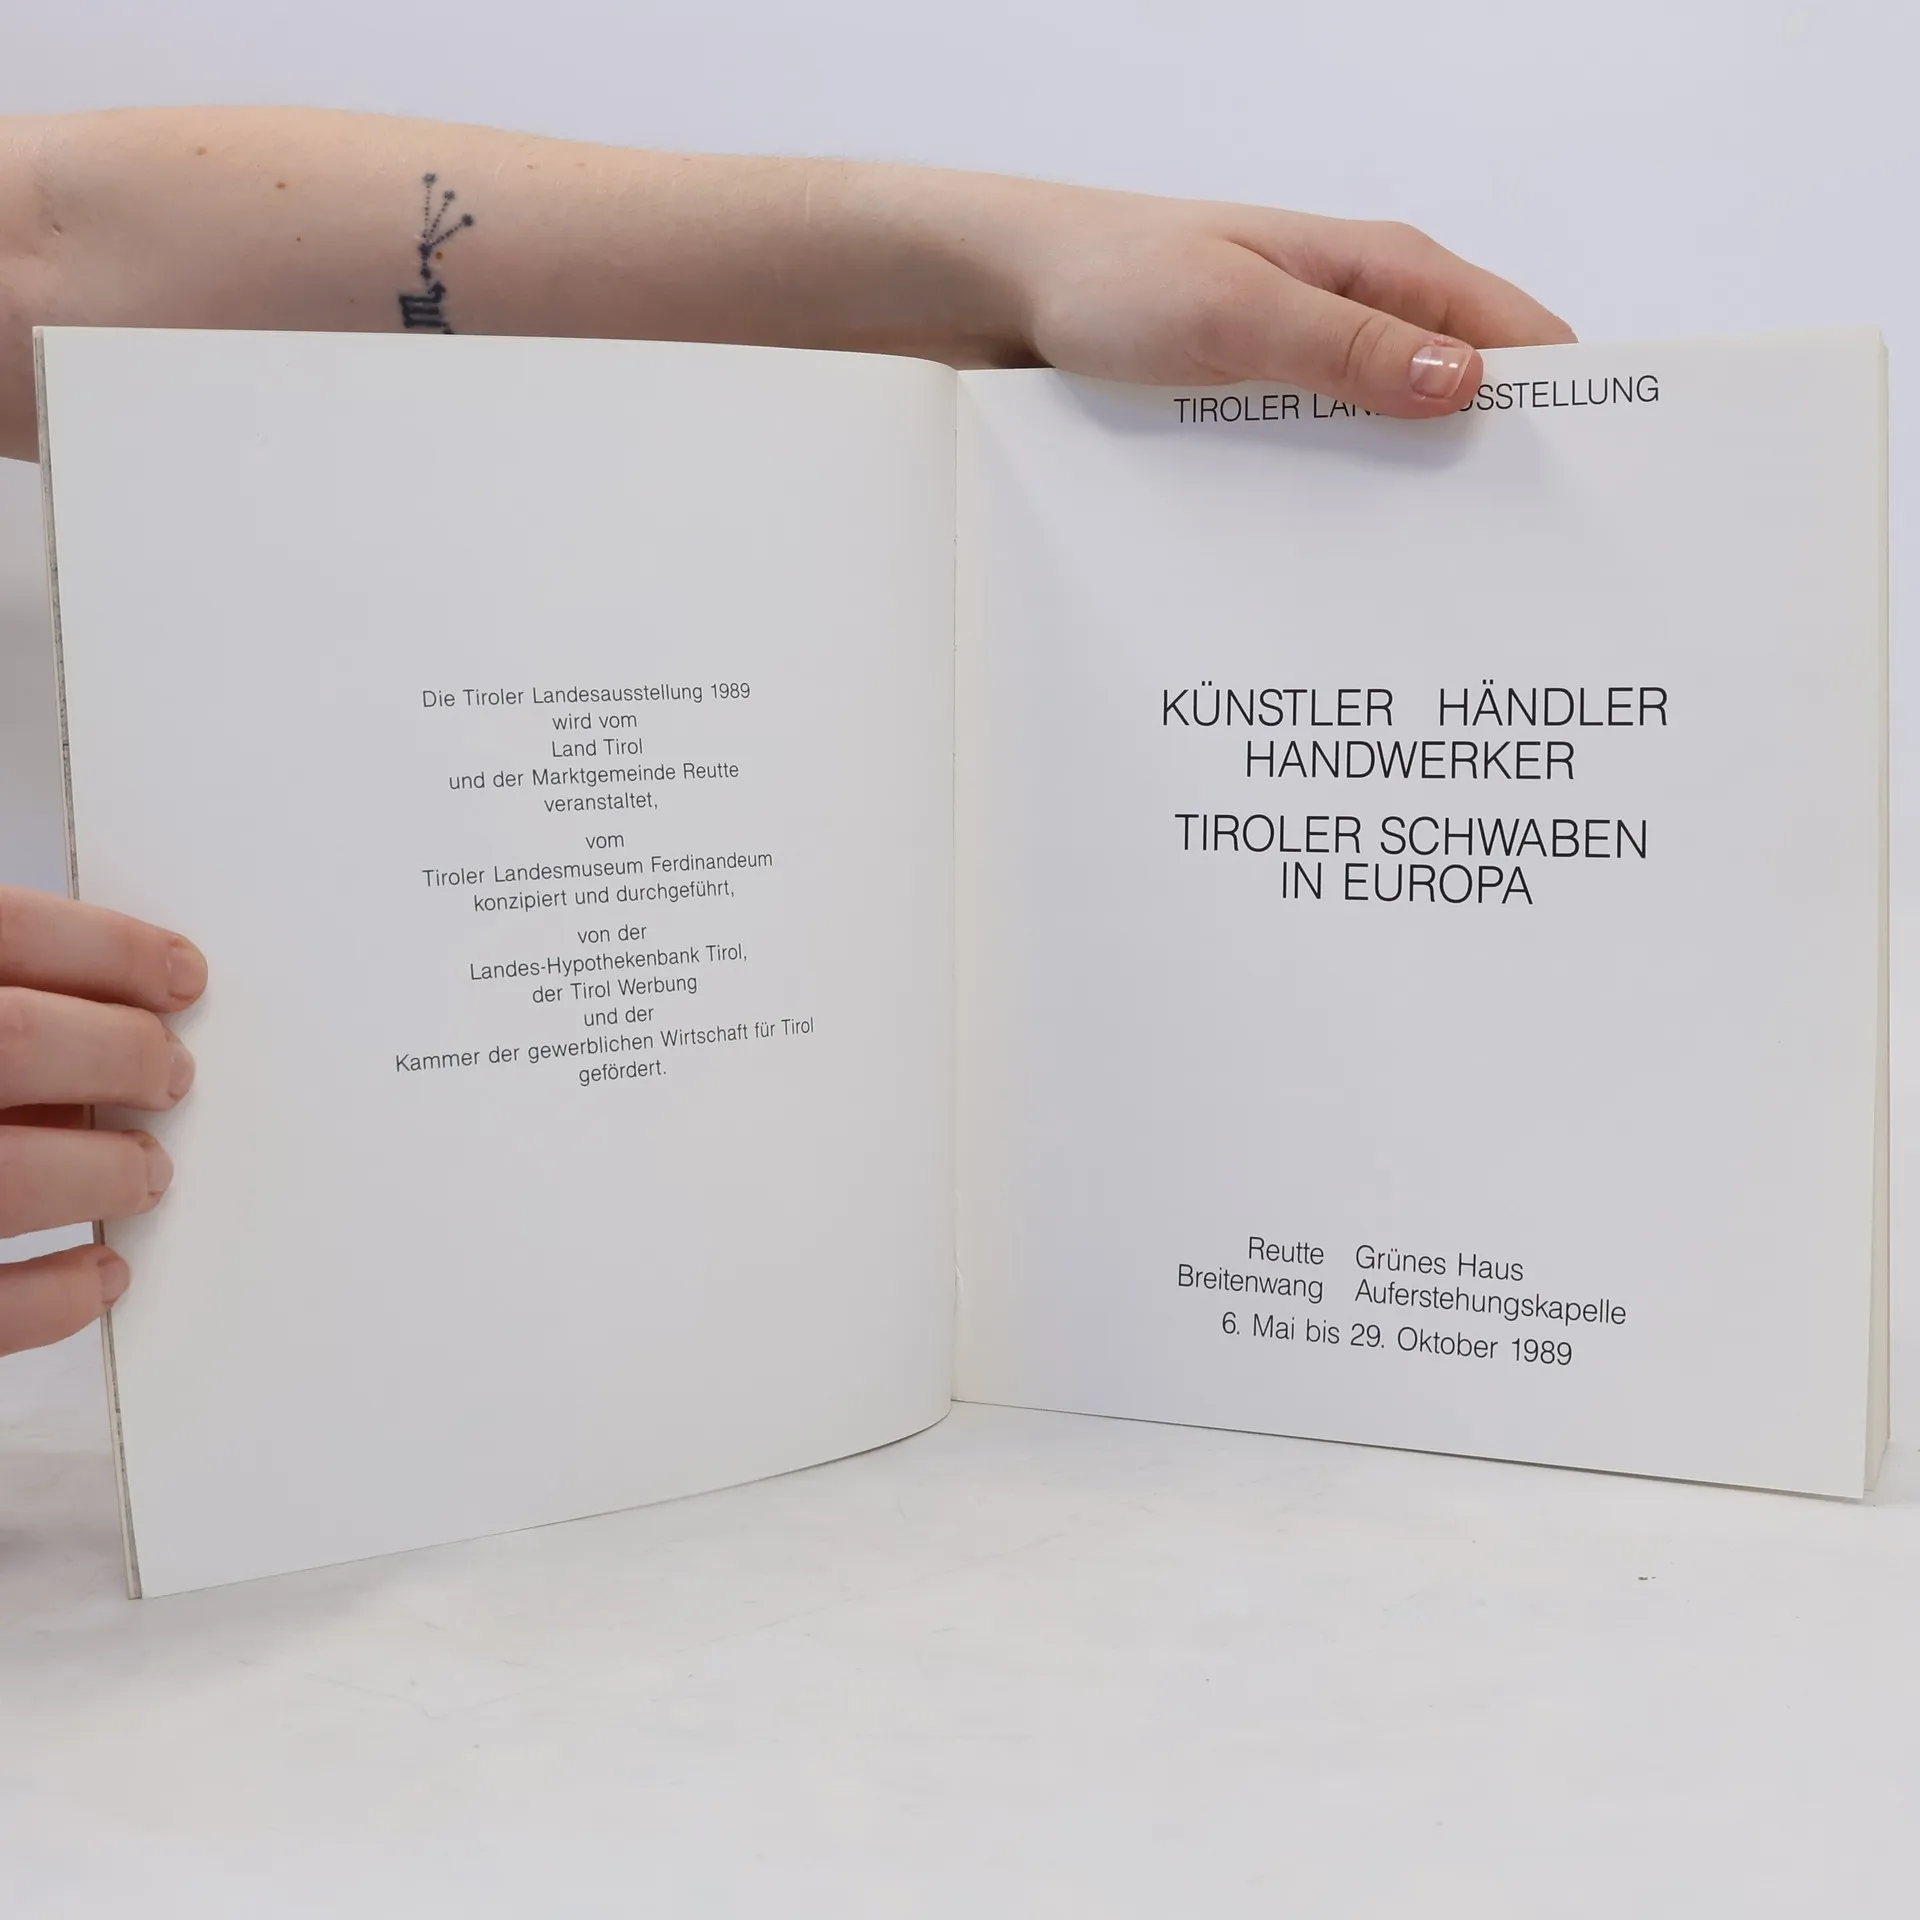 Die Tiroler Landesausstellung 1989
wird vom
Land Tirol
und der Marktgemeinde Reutte
veranstaltet,
vom
Tiroler Landesmuseum Ferdinandeum
konzipiert und durchgeführt,
von der
Landes-Hypothekenbank Tirol,
der Tirol Werbung
und der
Kammer der gewerblichen Wirtschaft für Tirol
gefördert.
TIROLER
KÜNSTLER HÄNDLER
HANDWERKER
TIROLER SCHWABEN
IN EUROPA
Reutte Grünes Haus
Breitenwang Auferstehungskapelle
6. Mai bis 29. Oktober 1989